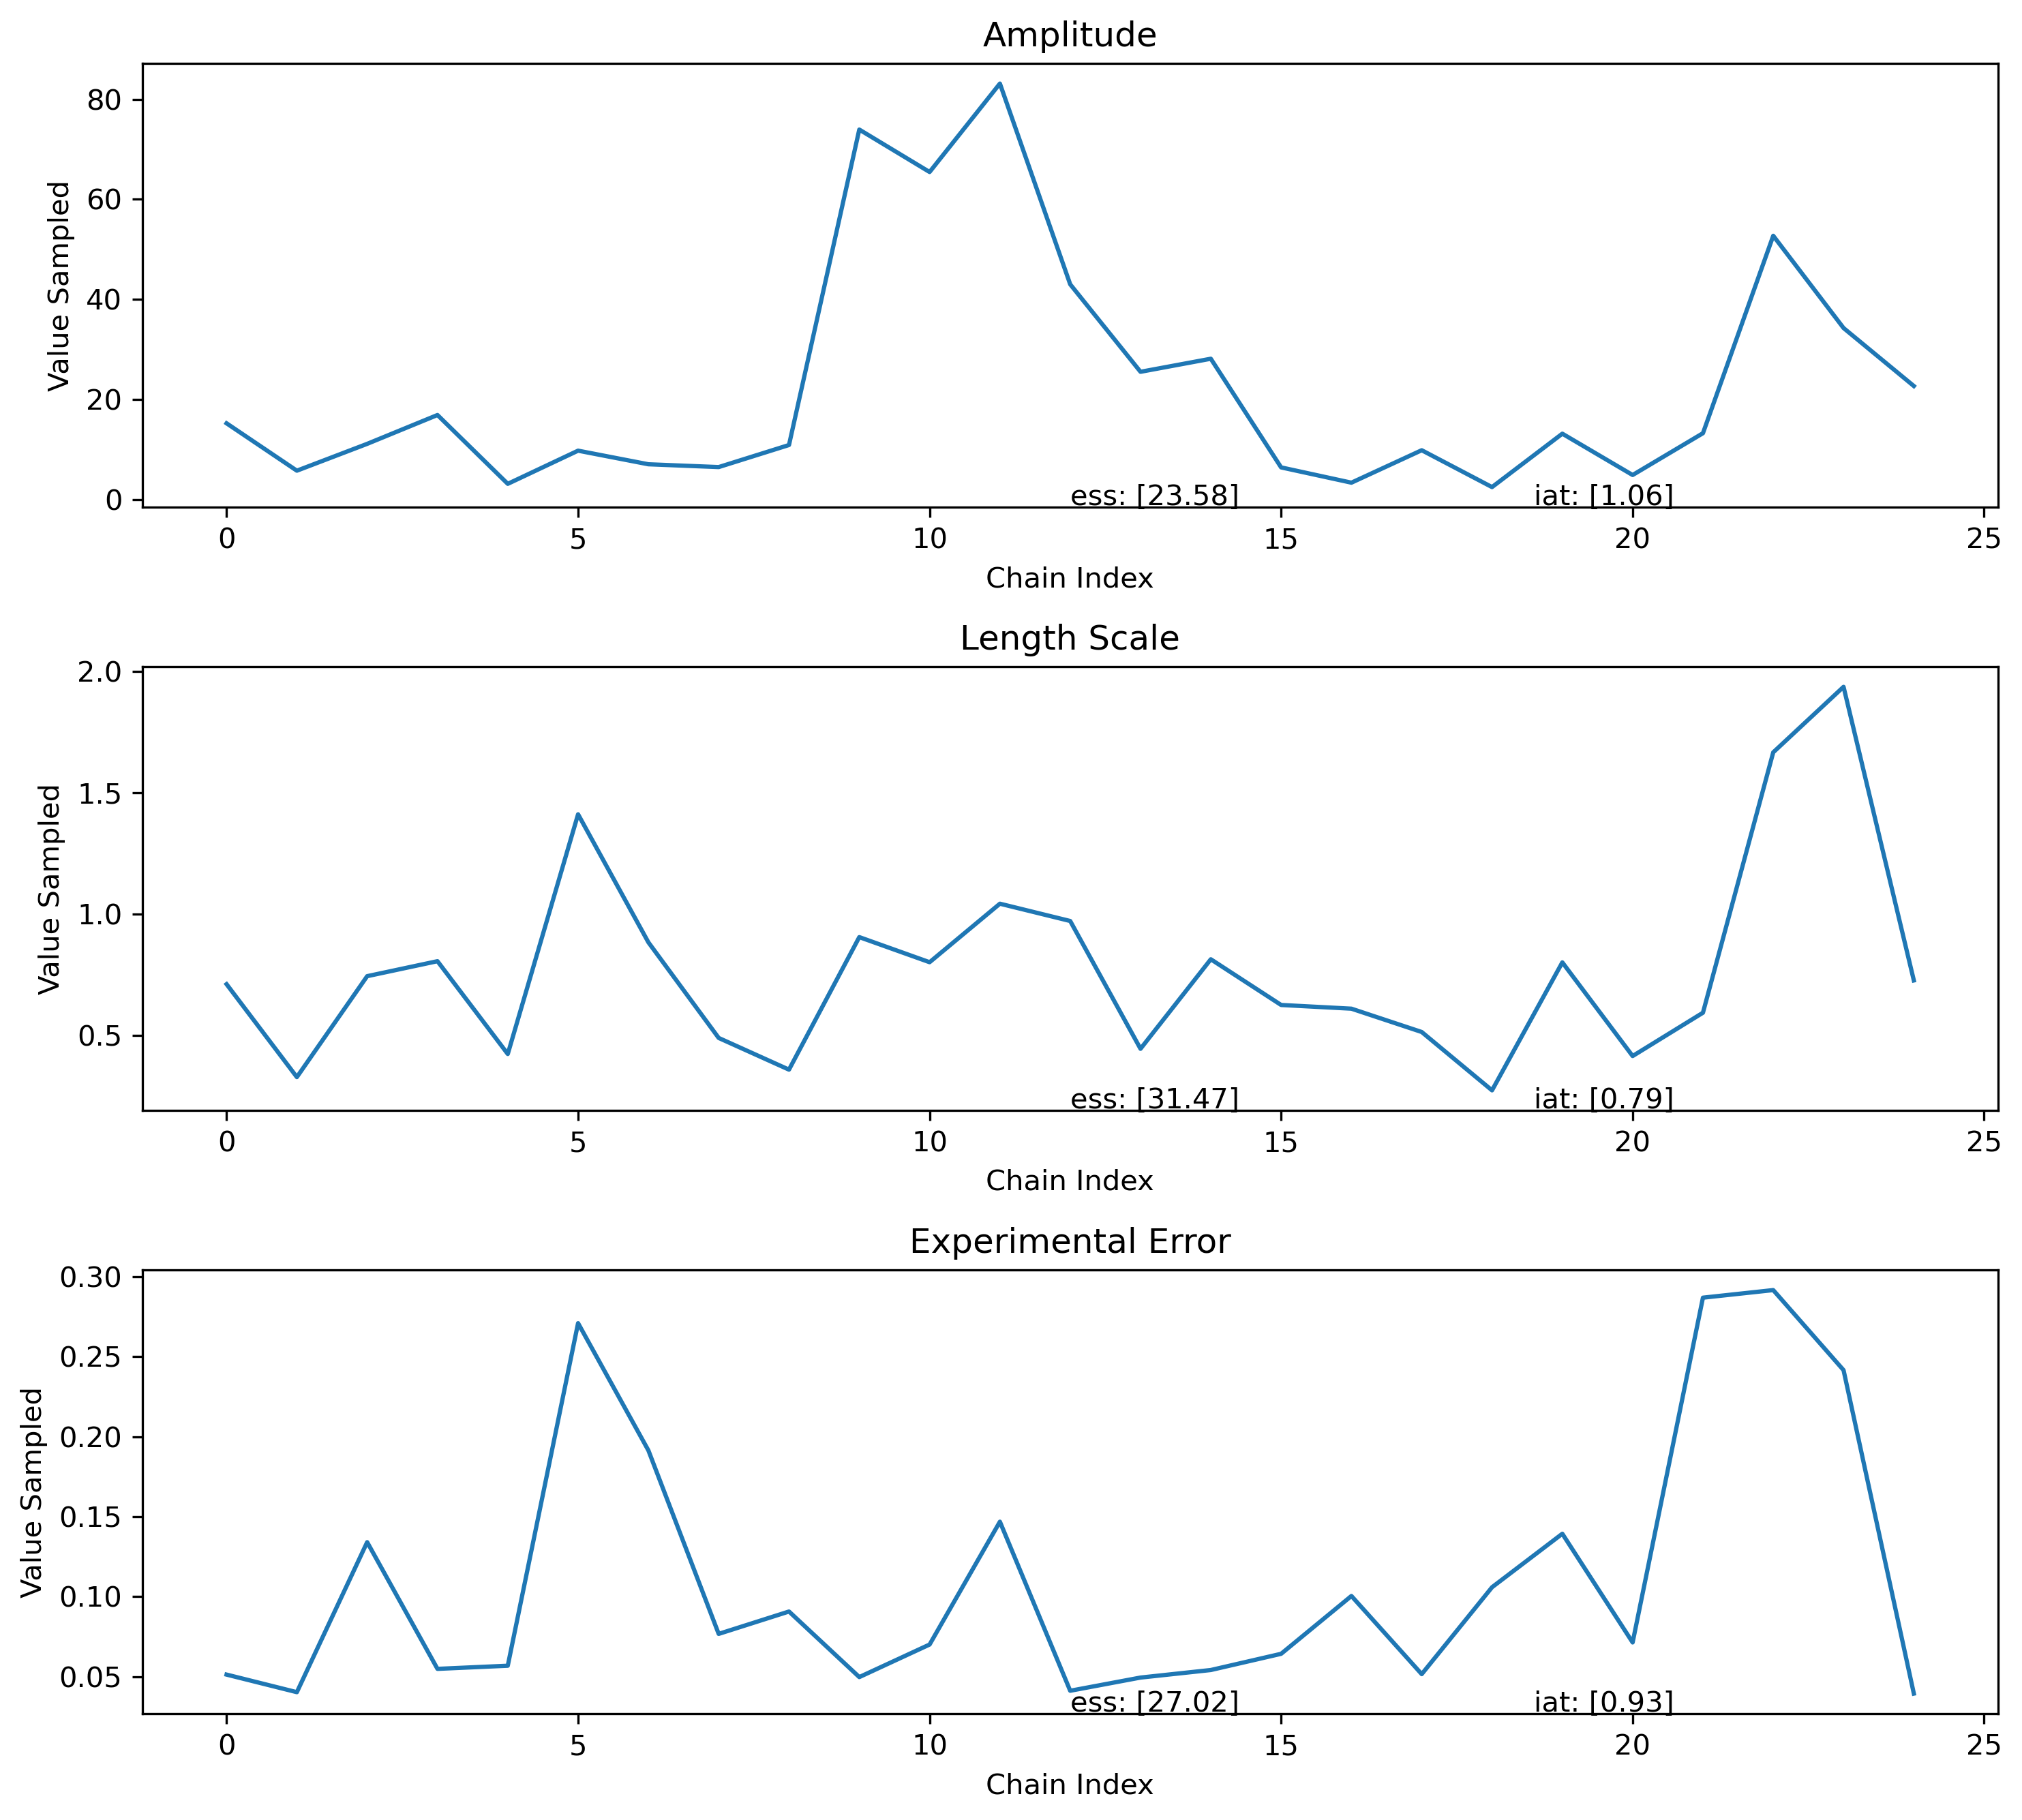 Amplitude
80
60
40
20
0
Value Sampled
ess: [23.58] iat: [1.06]
0 5 10 15 20 25
Chain Index
Length Scale
2.0
1.5
1.0
0.5
Value Sampled
ess: [31.47] iat: [0.79]
0 5 10 15 20 25
Chain Index
Experimental Error
0.30
0.25
0.20
0.15
0.10
0.05
Value Sampled
ess: [27.02] iat: [0.93]
0 5 10 15 20 25
Chain Index